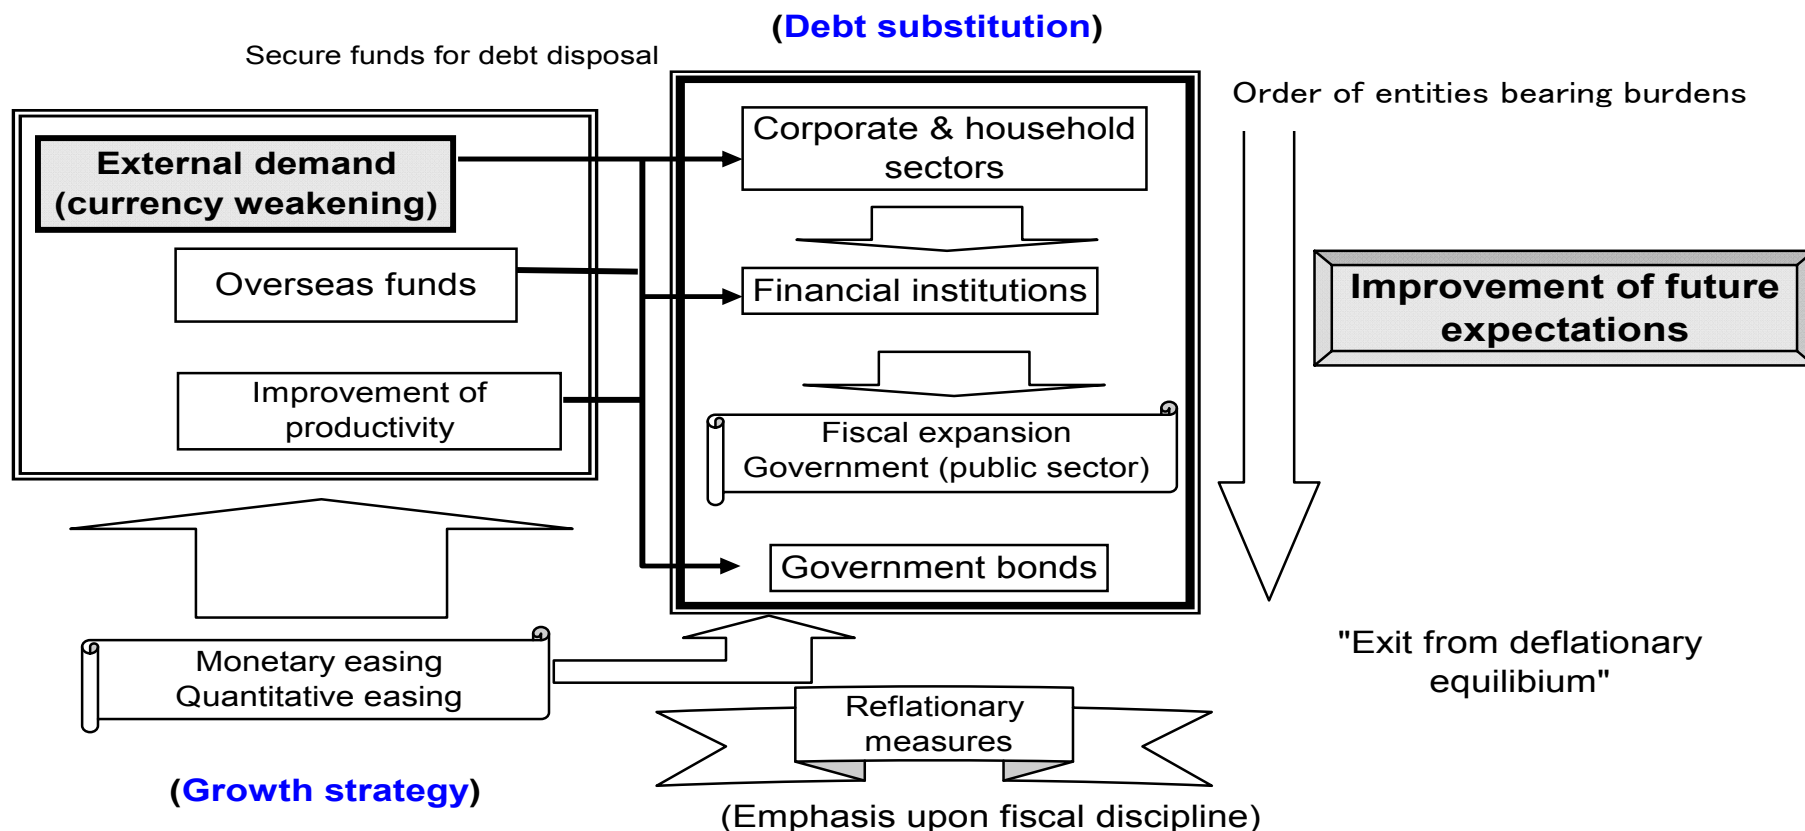 (Debt substitution)
Secure funds for debt disposal
Order of entities bearing burdens
External demand
(currency weakening)
Overseas funds
Improvement of
productivity
Corporate & household
sectors
Financial institutions
Fiscal expansion
Government (public sector)
Government bonds
Improvement of future
expectations
Monetary easing
Quantitative easing
"Exit from deflationary
equilibium"
Reflationary
measures
(Growth strategy)
(Emphasis upon fiscal discipline)